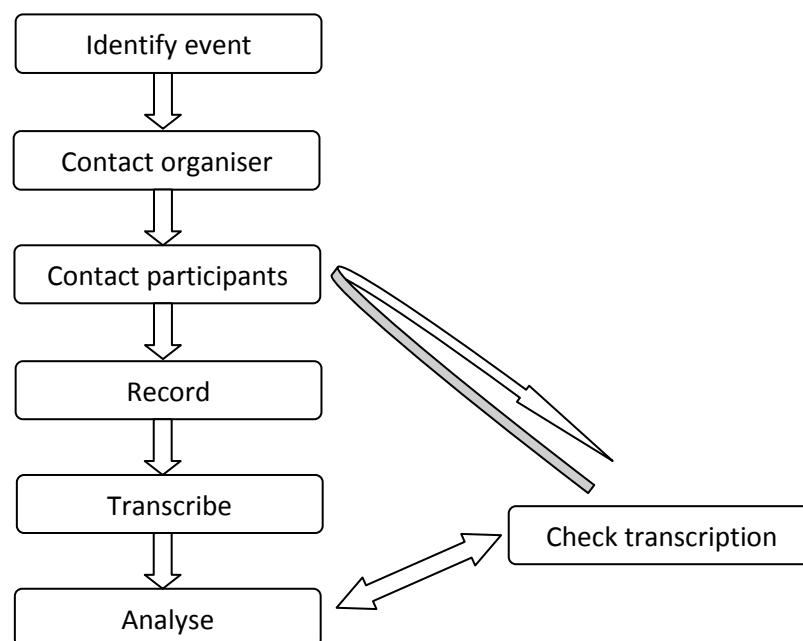 Identify event
Contact organiser
Contact participants
Record
Transcribe
Check transcription
Analyse